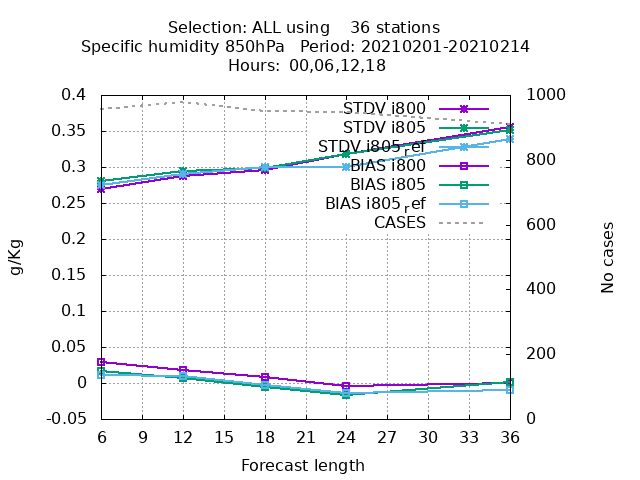 Selection: ALL using 36 stations
Specific humidity 850hPa Period: 20210201-20210214
Hours: 00,06,12,18
0.4
0.35
0.3
0.25
0.2
0.15
0.1
0.05
0
-0.05
g/Kg
1000
800
600
400
200
0
No cases
STDV i800
STDV i805
STDV i805_ref
BIAS i800
BIAS i805
BIAS i805_ref
CASES
6 9 12 15 18 21 24 27 30 33 36
Forecast length